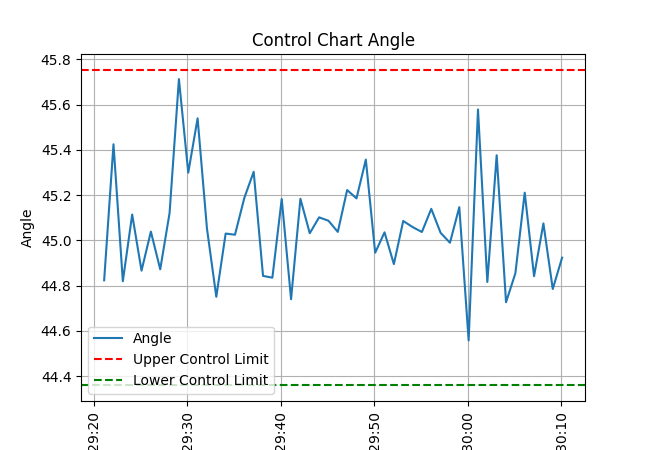 Control Chart Angle
45.8
45.6
45.4
45.2
45.0
44.8
44.6
44.4
Angle
Angle
Upper Control Limit
Lower Control Limit
29:20
29:30
29:40
29:50
30:00
30:10